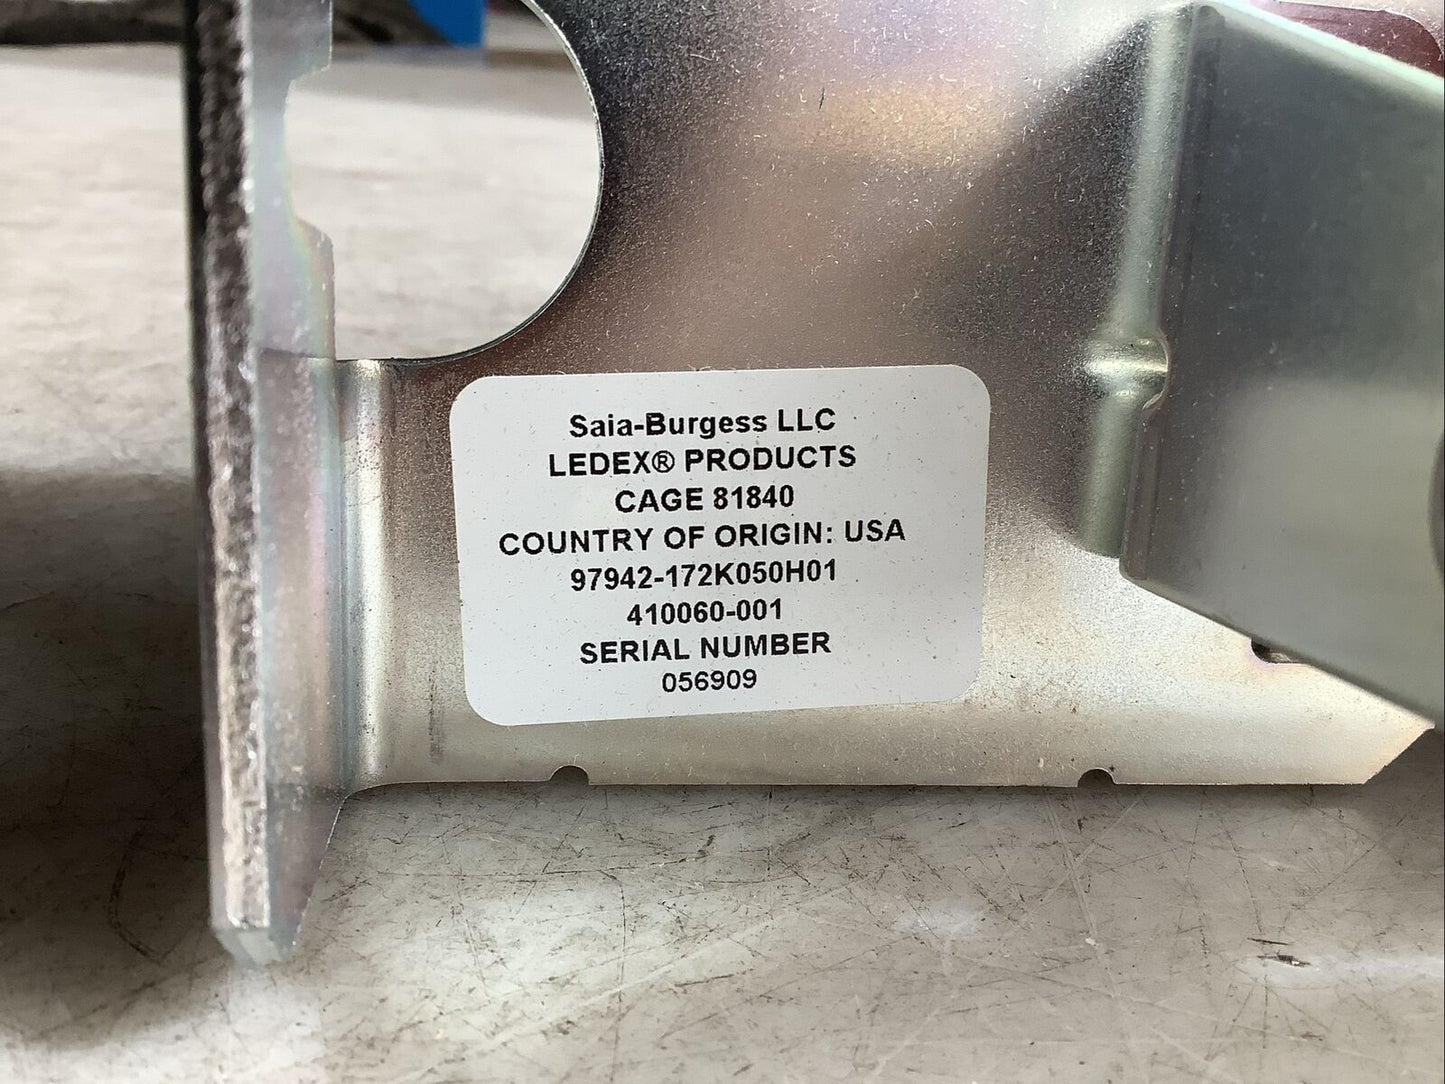 Saia-Burgess LLC
LEDEX® PRODUCTS
CAGE 81840
COUNTRY OF ORIGIN: USA
97942-172K050H01
410060-001
SERIAL NUMBER
056909